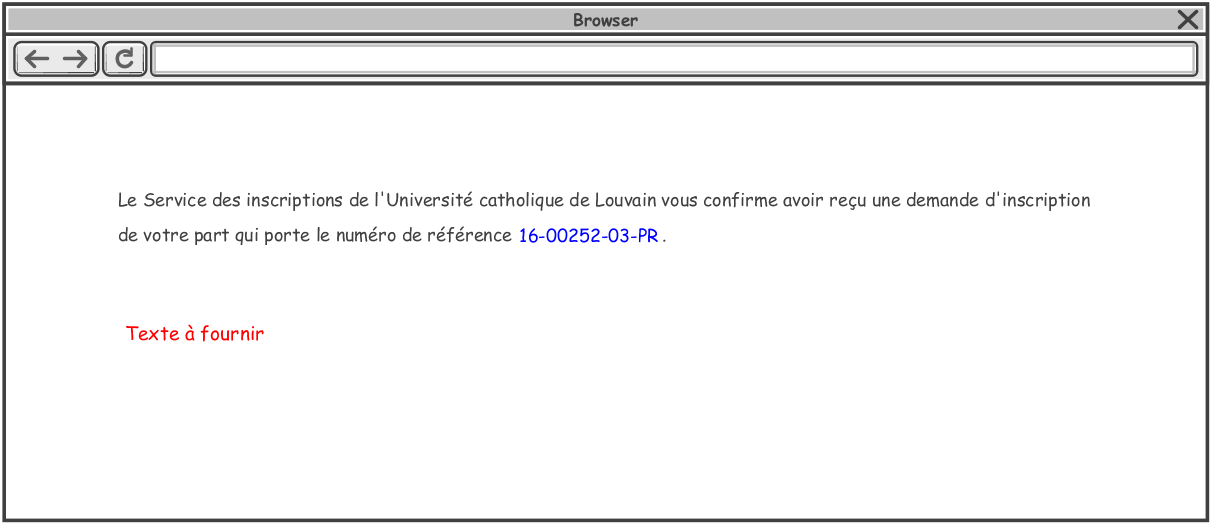 Browser
Le Service des inscriptions de l'Université catholique de Louvain vous confirme avoir reçu une demande d'inscription
de votre part qui porte le numéro de référence 16-00252-03-PR .
Texte à fournir